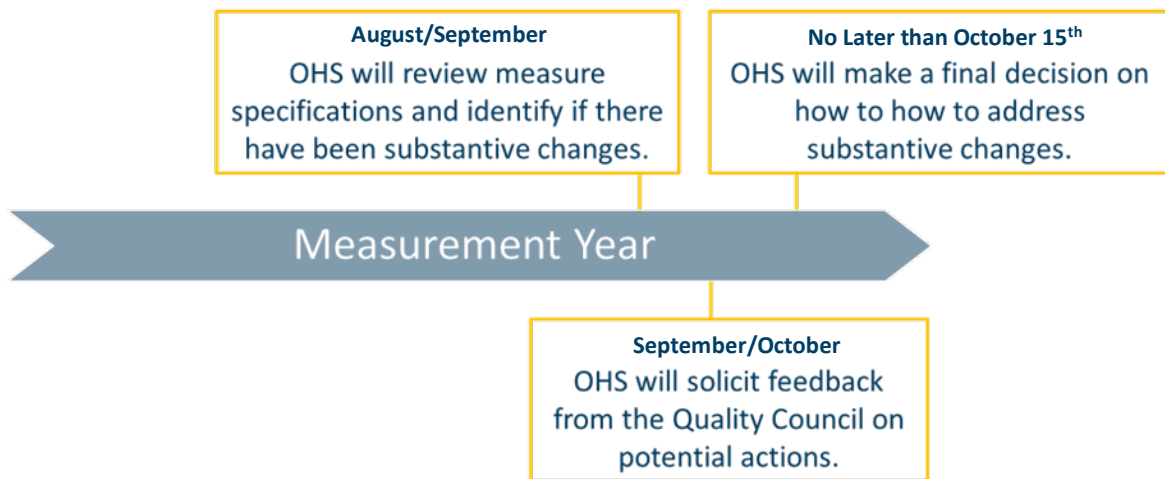 August/September
OHS will review measure
specifications and identify if there
have been substantive changes.
No Later than October 15th
OHS will make a final decision on
how to how to address
substantive changes.
Measurement Year
September/October
OHS will solicit feedback
from the Quality Council on
potential actions.